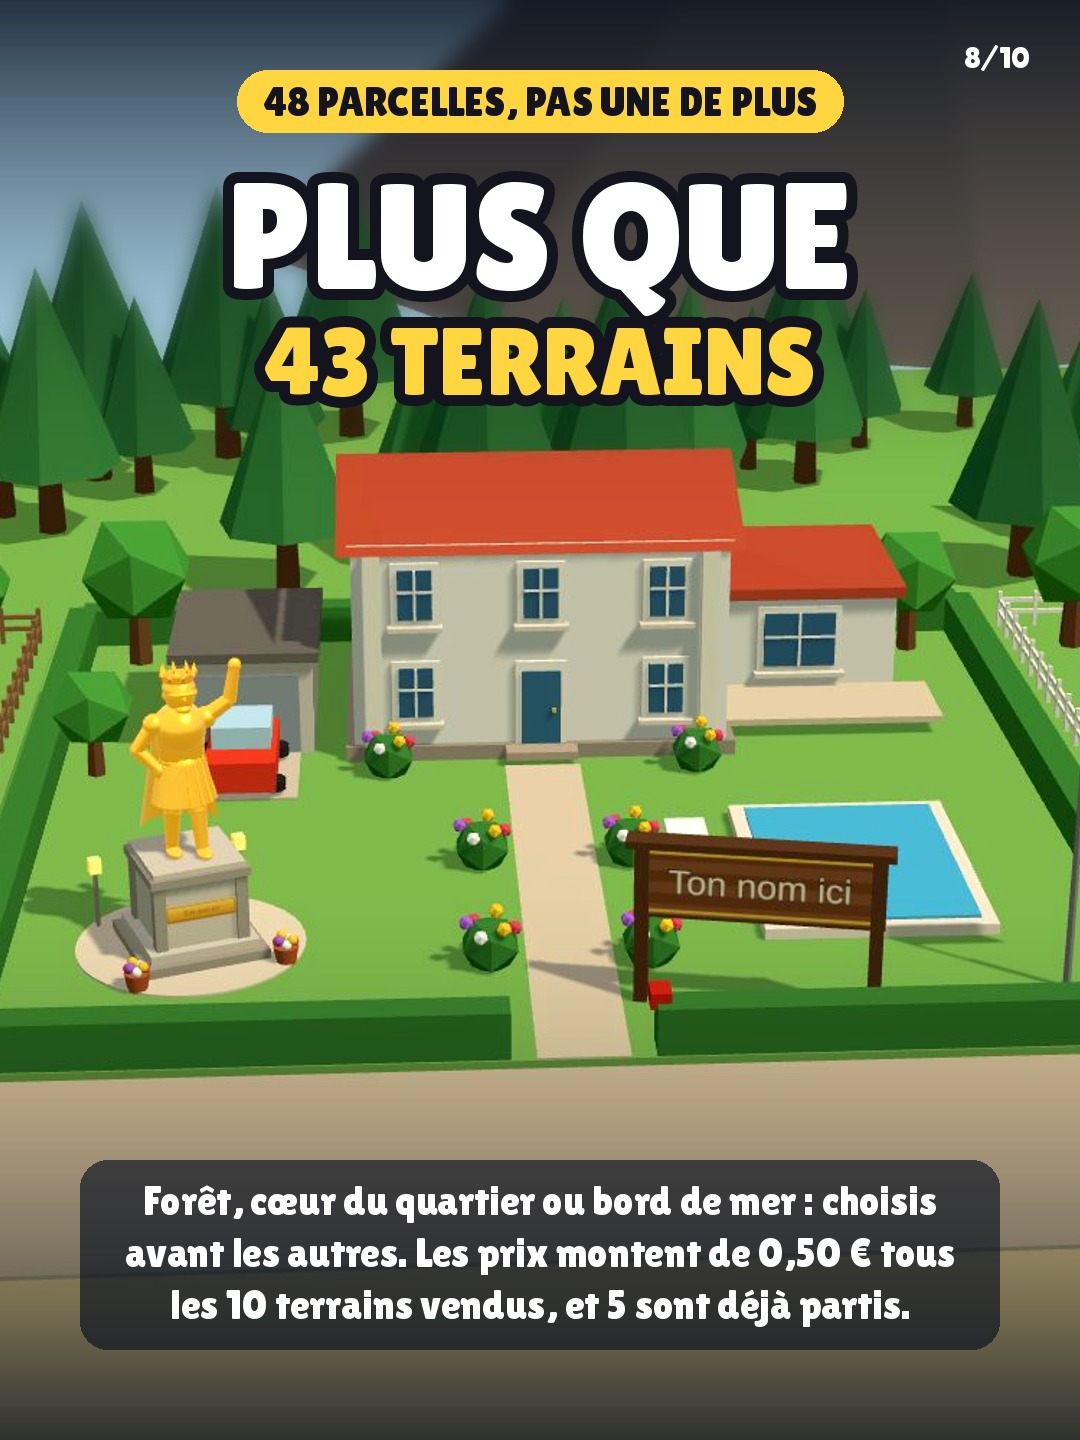 8/10
48 PARCELLES, PAS UNE DE PLUS
PLUS QUE
43 TERRAINS
Ton nom ici
Forêt, cœur du quartier ou bord de mer : choisis
avant les autres. Les prix montent de 0,50 € tous
les 10 terrains vendus, et 5 sont déjà partis.